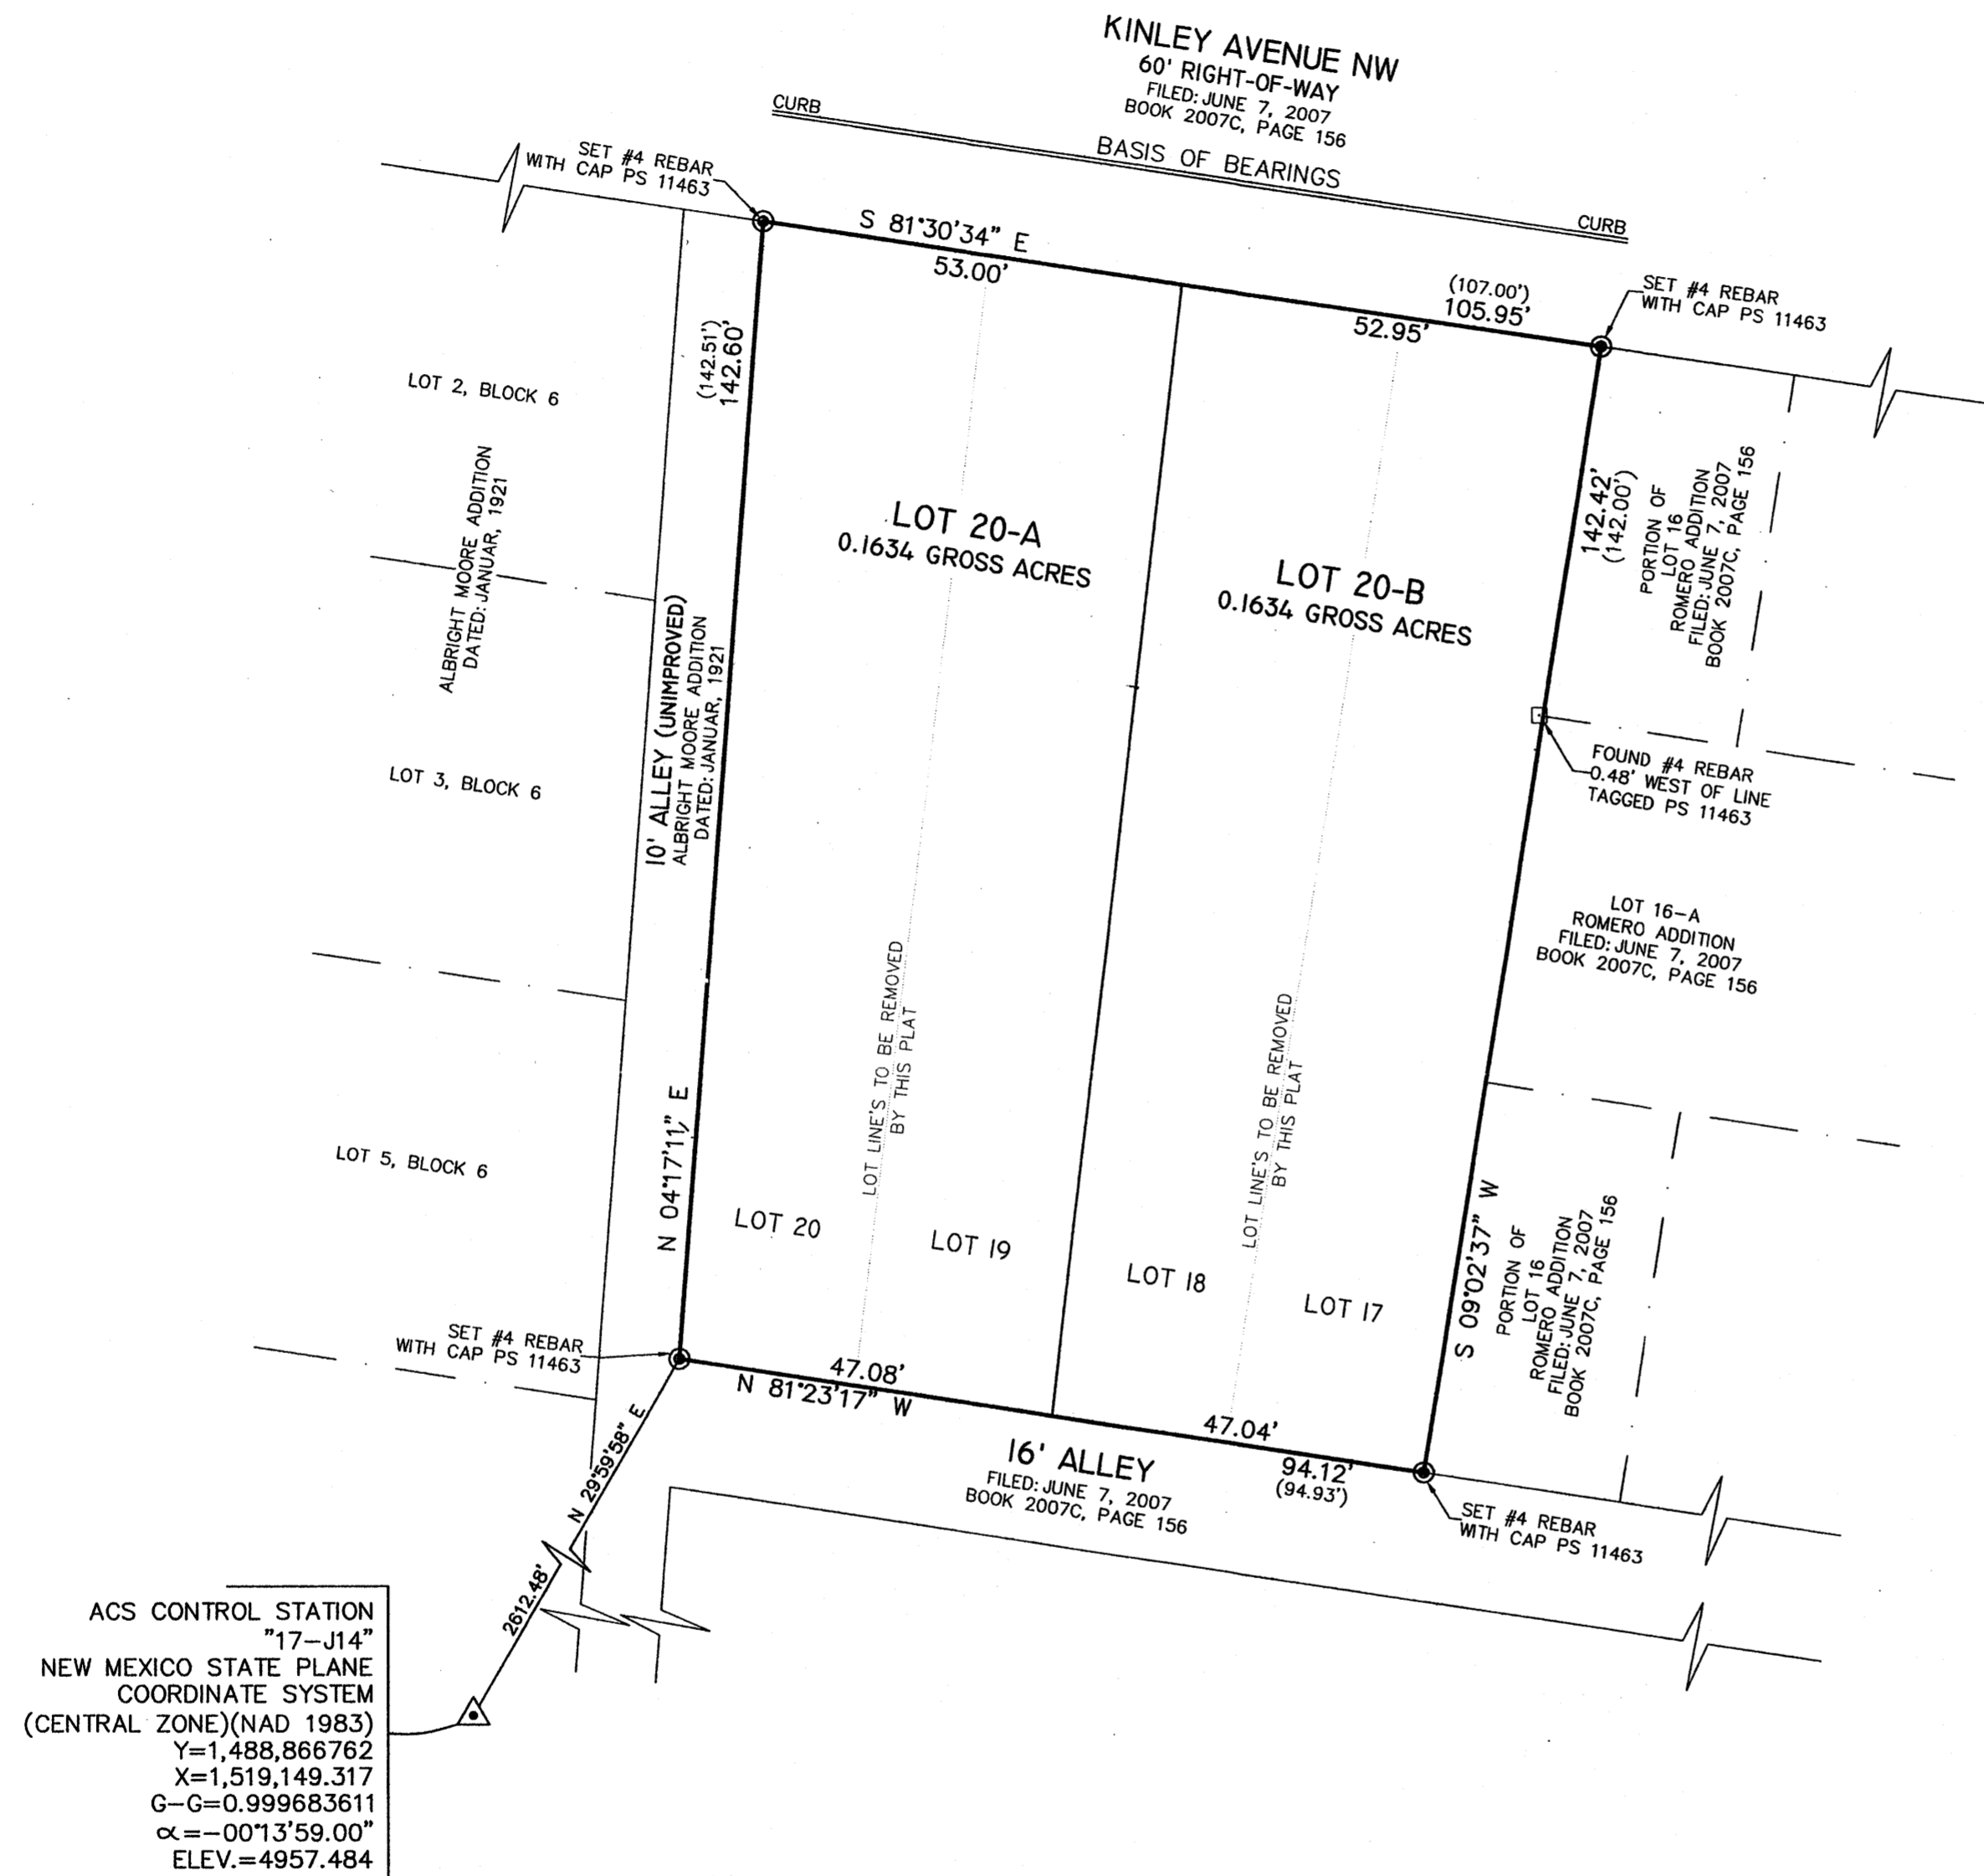 KINLEY AVENUE NW
60' RIGHT-OF-WAY
FILED: JUNE 7, 2007
BOOK 2007C, PAGE 156
CURB
BASIS OF BEARINGS
CURB
SET #4 REBAR
WITH CAP PS 11463
S 81°30'34" E
53.00'
(107.00')
105.95'
52.95'
SET #4 REBAR
WITH CAP PS 11463
(142.51')
142.60'
LOT 2, BLOCK 6
ALBRIGHT MOORE ADDITION
DATED: JANUAR, 1921
LOT 20-A
0.1634 GROSS ACRES
LOT 20-B
0.1634 GROSS ACRES
142.42'
(142.00')
PORTION OF
LOT 16
ROMERO ADDITION
FILED: JUNE 7, 2007
BOOK 2007C, PAGE 156
10' ALLEY (UNIMPROVED)
ALBRIGHT MOORE ADDITION
DATED: JANUAR, 1921
LOT 3, BLOCK 6
FOUND #4 REBAR
0.48' WEST OF LINE
TAGGED PS 11463
LOT 16-A
ROMERO ADDITION
FILED: JUNE 7, 2007
BOOK 2007C, PAGE 156
LOT LINE'S TO BE REMOVED
BY THIS PLAT
LOT LINE'S TO BE REMOVED
BY THIS PLAT
N 04°17'11" E
LOT 5, BLOCK 6
LOT 20
LOT 19
LOT 18
LOT 17
S 09°02'37" W
PORTION OF
LOT 16
ROMERO ADDITION
FILED: JUNE 7, 2007
BOOK 2007C, PAGE 156
SET #4 REBAR
WITH CAP PS 11463
47.08'
N 81°23'17" W
47.04'
94.12'
(94.93')
16' ALLEY
FILED: JUNE 7, 2007
BOOK 2007C, PAGE 156
SET #4 REBAR
WITH CAP PS 11463
N 29°59'58" E
2612.48'
ACS CONTROL STATION
"17-J14"
NEW MEXICO STATE PLANE
COORDINATE SYSTEM
(CENTRAL ZONE)(NAD 1983)
Y=1,488,866762
X=1,519,149.317
G-G=0.999683611
∝=-00°13'59.00"
ELEV.=4957.484